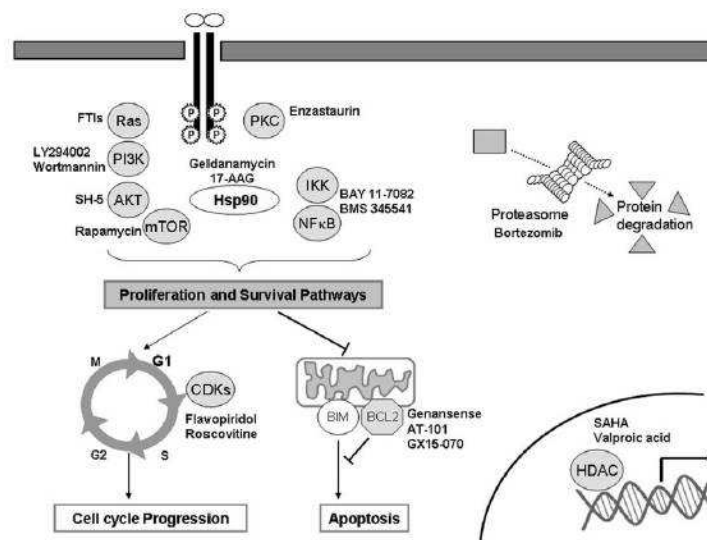 P P
P P
FTIs Ras
PKC Enzastaurin
LY294002
Wortmannin PI3K
Geldanamycin
17-AAG
Hsp90
SH-5 AKT
Rapamycin mTOR
IKK
NFκB
BAY 11-7082
BMS 345541
Proteasome
Bortezomib
Protein
degradation
Proliferation and Survival Pathways
M G1
CDKs
Flavopiridol
Roscovitine
G2 S
BIM BCL2
Genansense
AT-101
GX15-070
SAHA
Valproic acid
HDAC
Cell cycle Progression
Apoptosis